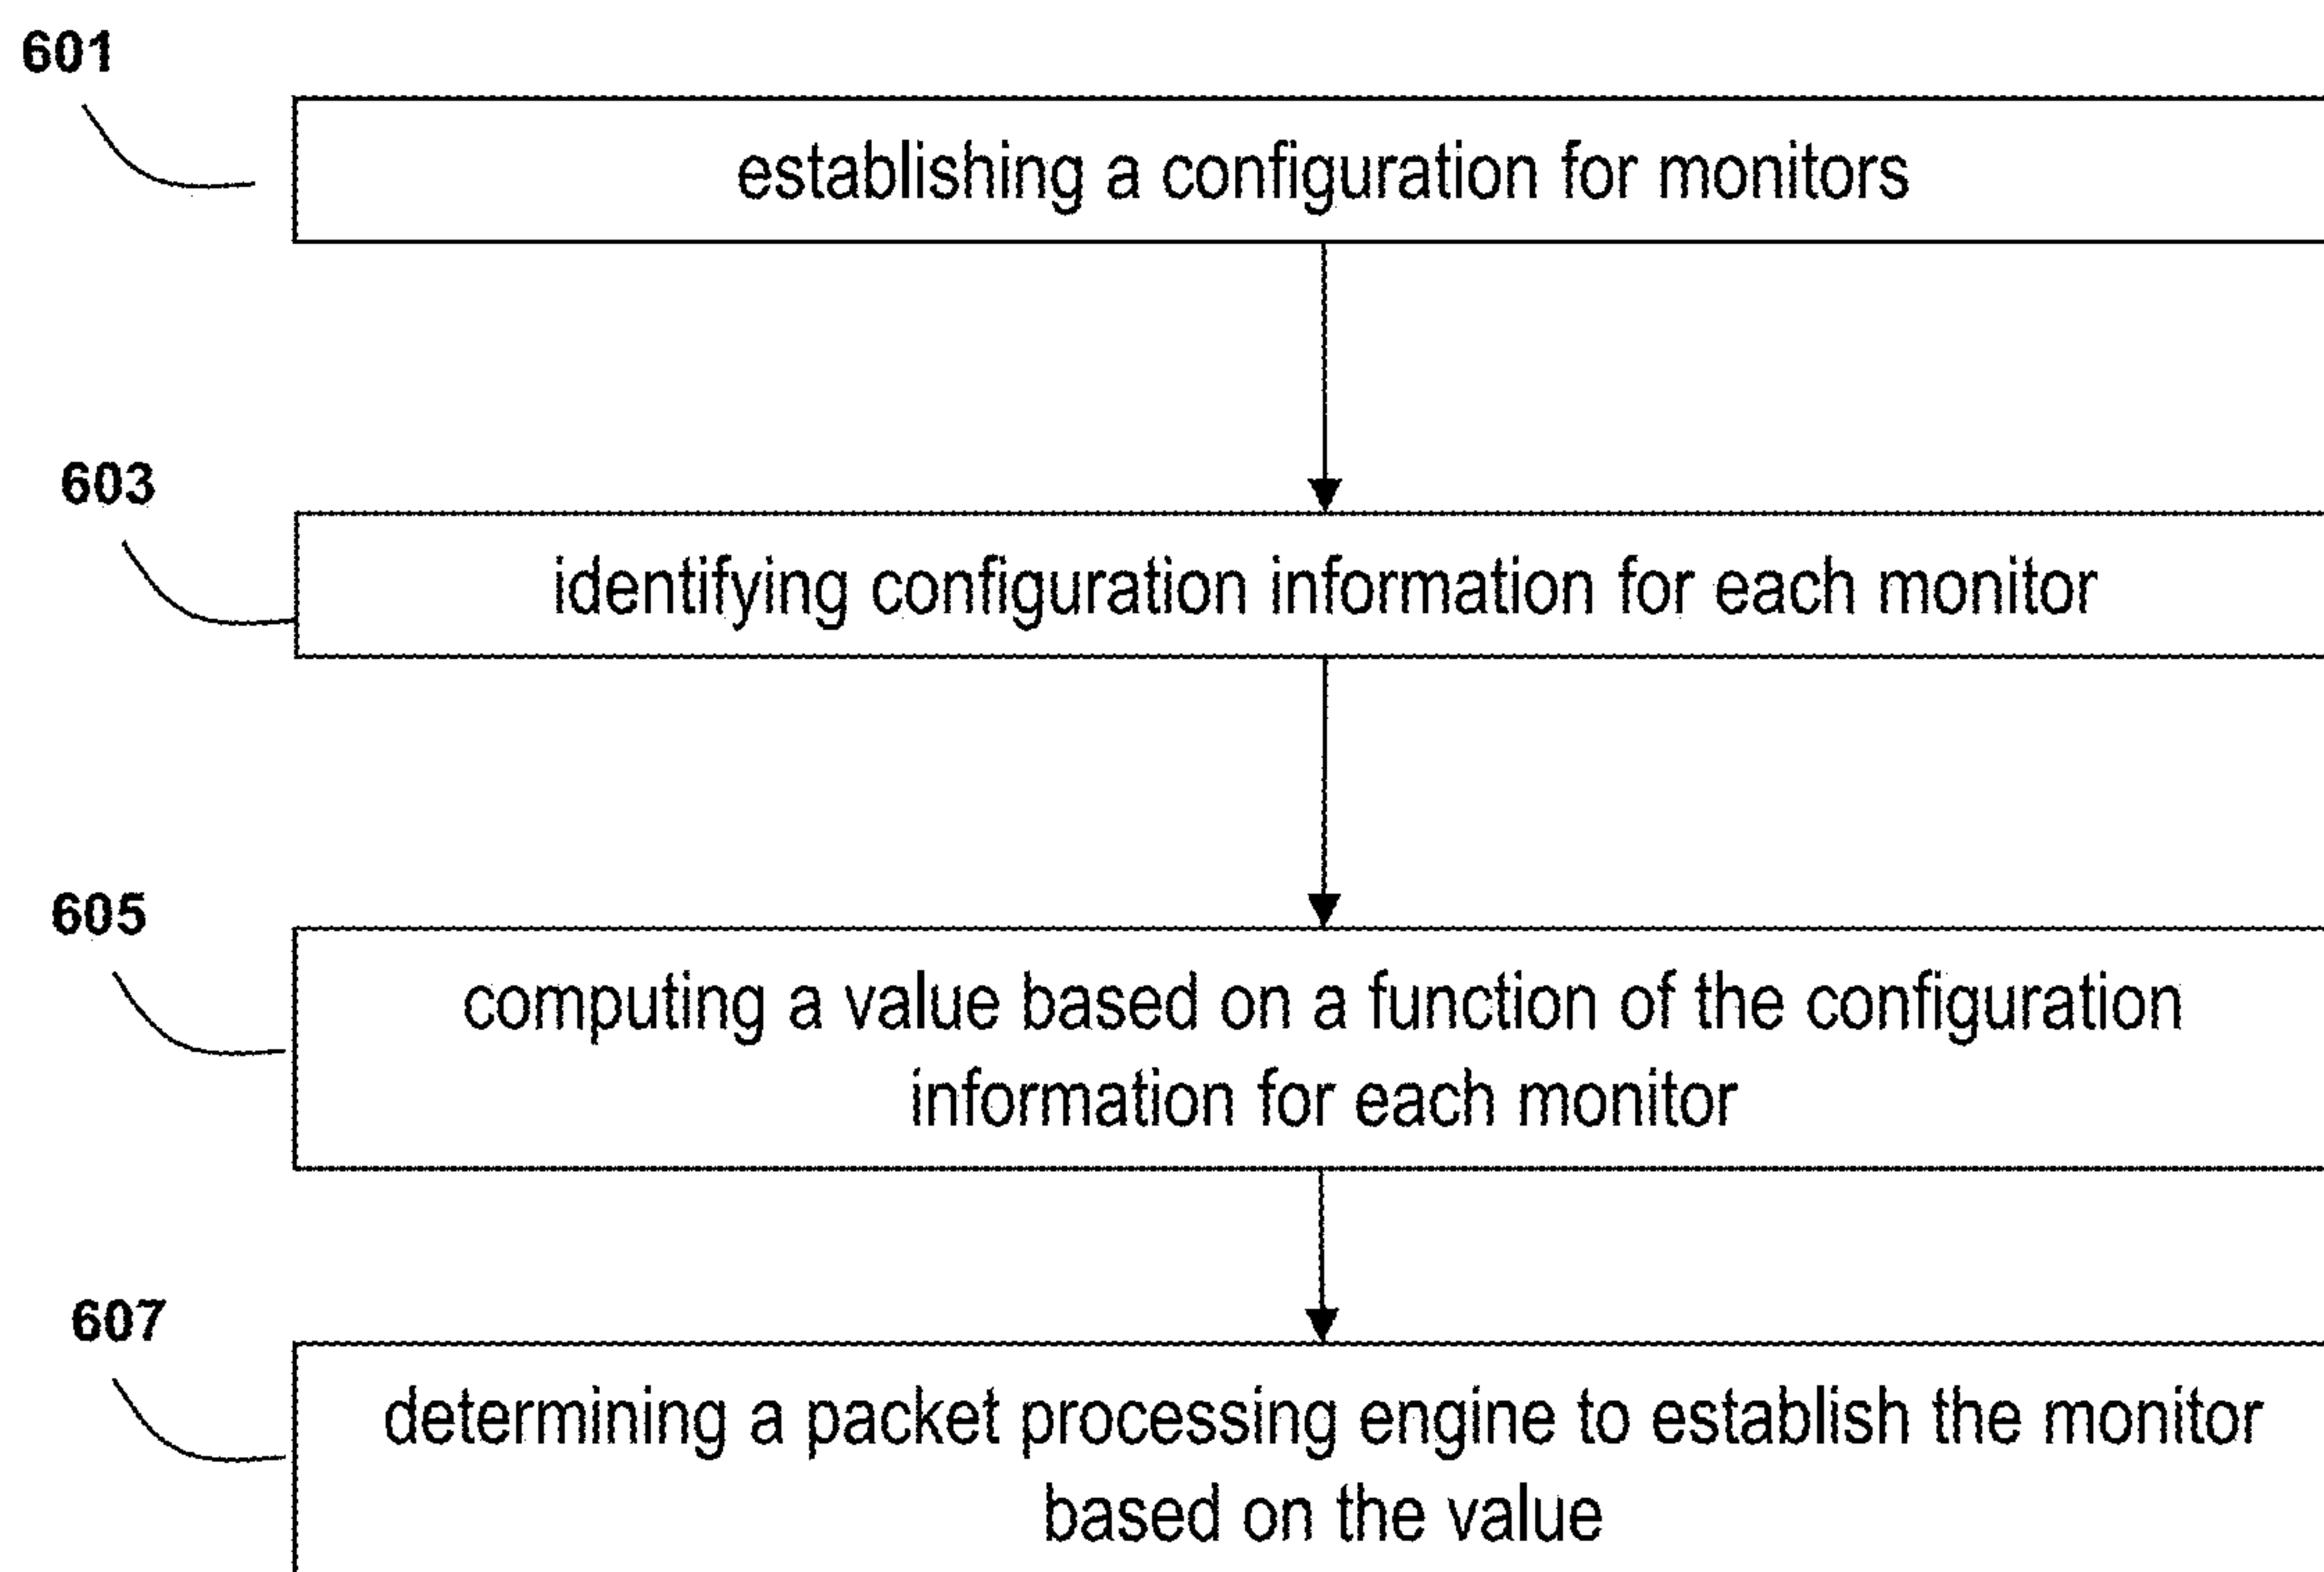 601
establishing a configuration for monitors
603
identifying configuration information for each monitor
605
computing a value based on a function of the configuration
information for each monitor
607
determining a packet processing engine to establish the monitor
based on the value